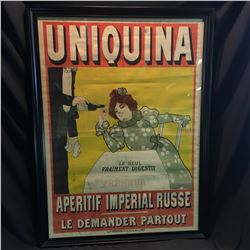 UNIQUINA
LE SEUL
VRAIMENT DIGESTIF
APERITIF IMPERIAL RUSSE
LE DEMANDER PARTOUT